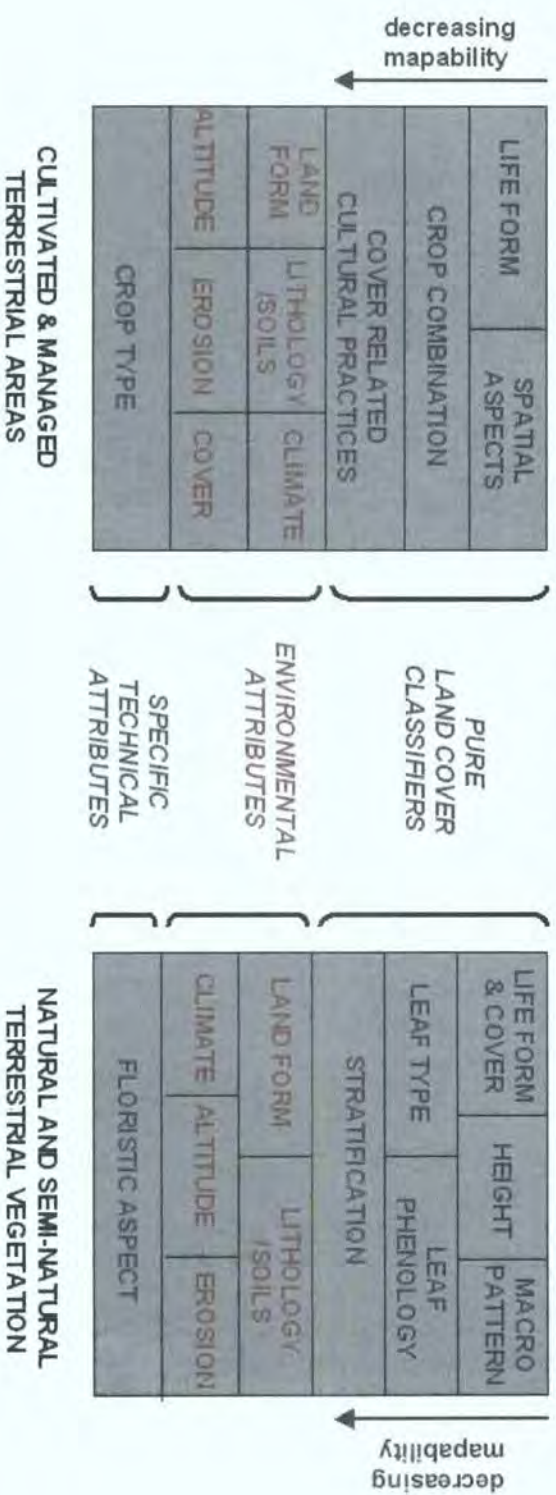 decreasing
mapability
LIFE FORM
SPATIAL
ASPECTS
CROP COMBINATION
COVER RELATED
CULTURAL PRACTICES
LAND
FORM
LITHOLOGY
/SOILS
CLIMATE
ALTITUDE
EROSION
COVER
CROP TYPE
CULTIVATED & MANAGED
TERRESTRIAL AREAS
PURE
LAND COVER
CLASSIFIERS
ENVIRONMENTAL
ATTRIBUTES
SPECIFIC
TECHNICAL
ATTRIBUTES
LIFE FORM
& COVER
HEIGHT
MACRO
PATTERN
LEAF TYPE
LEAF
PHENOLOGY
STRATIFICATION
LAND FORM
LITHOLOGY
/SOILS
CLIMATE
ALTITUDE
EROSION
FLORISTIC ASPECT
NATURAL AND SEMI-NATURAL
TERRESTRIAL VEGETATION
decreasing
mapability